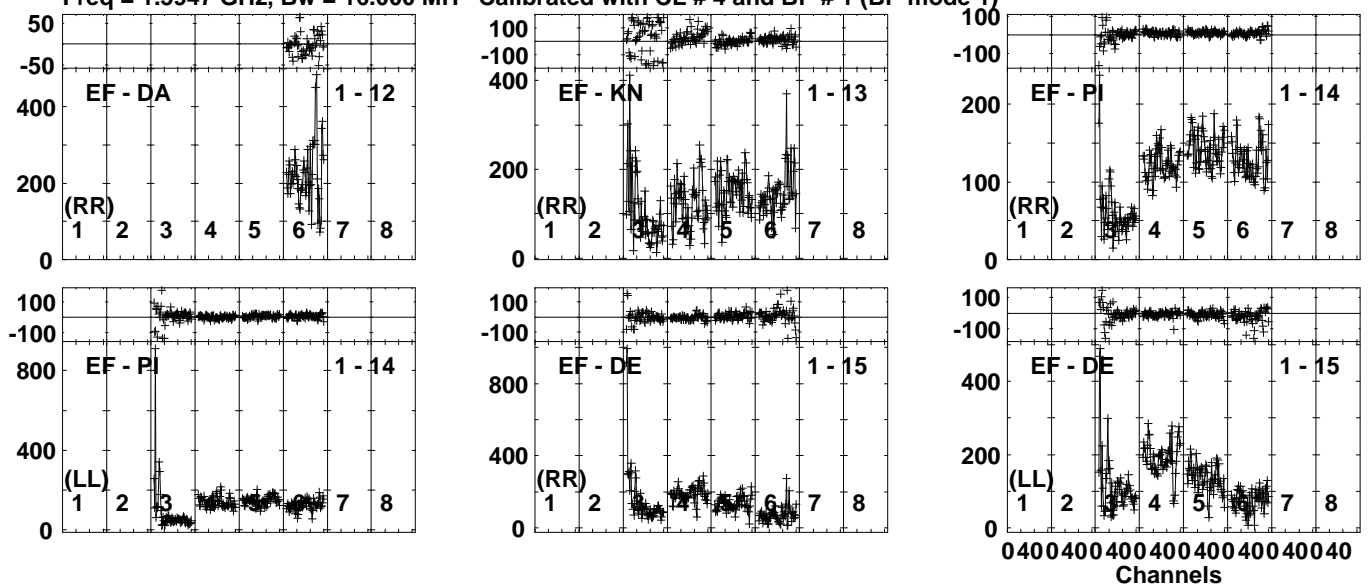 Freq = 1.5947 GHz, Bw = 16.000 MH Calibrated with CL # 4 and BP # 1 (BP mode 1)
50
-50
400
200
0
EF - DA 1 - 12
(RR)
1 2 3 4 5 6 7 8
100
-100
400
200
0
EF - KN 1 - 13
(RR)
1 2 3 4 5 6 7 8
100
-100
200
100
0
EF - PI 1 - 14
(RR)
1 2 3 4 5 6 7 8
100
-100
800
400
0
EF - PI 1 - 14
(LL)
1 2 3 4 5 6 7 8
100
-100
800
400
0
EF - DE 1 - 15
(RR)
1 2 3 4 5 6 7 8
100
-100
400
200
0
EF - DE 1 - 15
(LL)
1 2 3 4 5 6 7 8
0 40 0 40 0 40 0 40 0 40 0 40 0 40 0 40
Channels